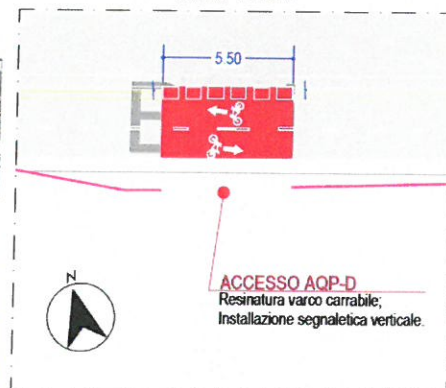 5.50
N
ACCESSO AQP-D
Resinatura varco carrabile;
Installazione segnaletica verticale.